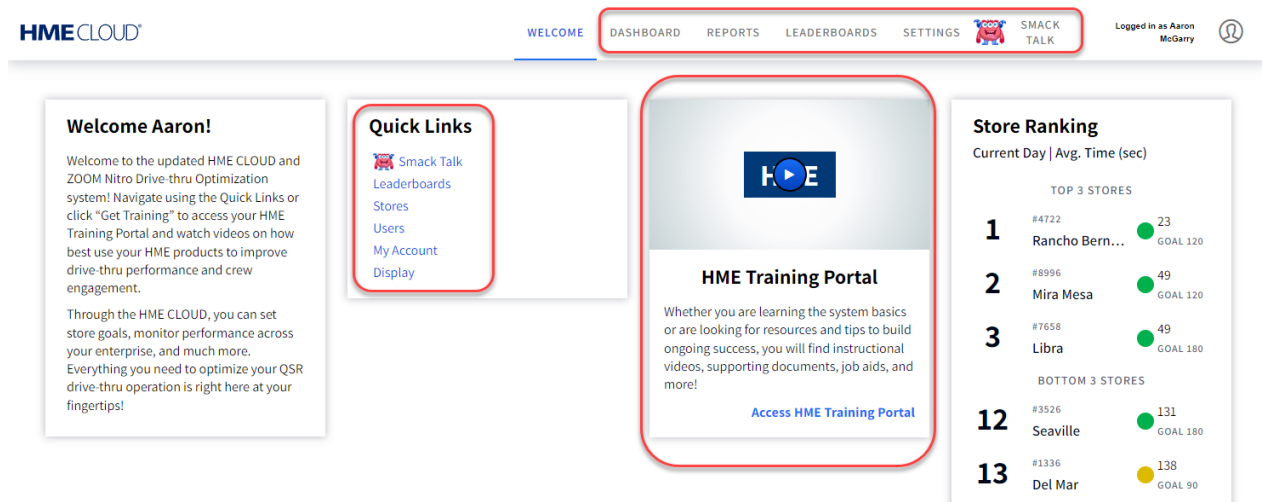 HME CLOUD®
WELCOME
DASHBOARD
REPORTS
LEADERBOARDS
SETTINGS
SMACK
TALK
Logged in as Aaron
McGarry
Welcome Aaron!
Welcome to the updated HME CLOUD and
ZOOM Nitro Drive-thru Optimization
system! Navigate using the Quick Links or
click “Get Training” to access your HME
Training Portal and watch videos on how
best use your HME products to improve
drive-thru performance and crew
engagement.
Through the HME CLOUD, you can set
store goals, monitor performance across
your enterprise, and much more.
Everything you need to optimize your QSR
drive-thru operation is right here at your
fingertips!
Quick Links
Smack Talk
Leaderboards
Stores
Users
My Account
Display
HME Training Portal
Whether you are learning the system basics
or are looking for resources and tips to build
ongoing success, you will find instructional
videos, supporting documents, job aids, and
more!
Access HME Training Portal
Store Ranking
Current Day | Avg. Time (sec)
TOP 3 STORES
1 #4722 Rancho Bern... 23 GOAL 120
2 #8996 Mira Mesa 49 GOAL 120
3 #7658 Libra 49 GOAL 180
BOTTOM 3 STORES
12 #3526 Seaville 131 GOAL 180
13 #1336 Del Mar 138 GOAL 90